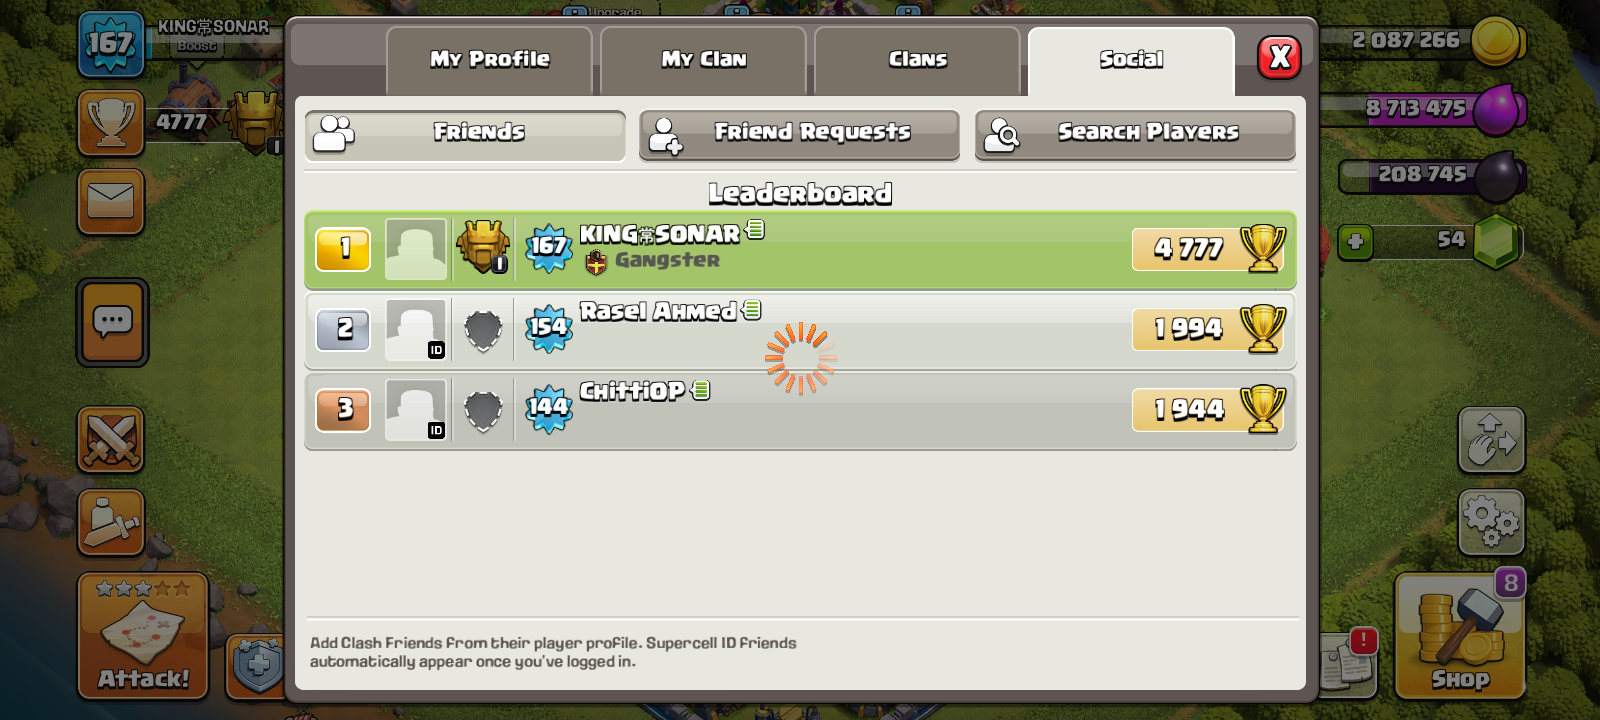 167
KING常SONAR
Boost
Upgrade
4777
I
My Profile
My Clan
Clans
Social
X
2 087 266
8 713 475
208 745
54
Friends
Friend Requests
Search Players
Leaderboard
1
I
167
KING常SONAR
Gangster
4 777
2
ID
154
Rasel Ahmed
1 994
3
ID
144
ChittiOP
1 944
Add Clash Friends from their player profile. Supercell ID friends
automatically appear once you've logged in.
Attack!
!
8
Shop